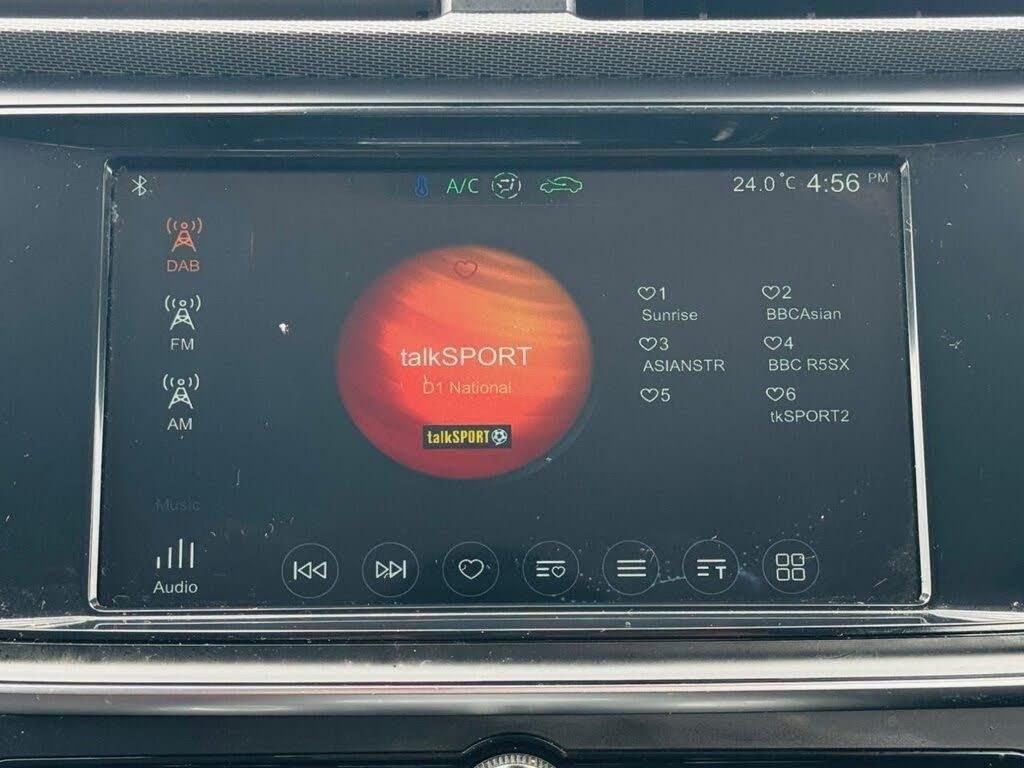 A/C
24.0°C 4:56 PM
DAB
FM
AM
Music
Audio
talkSPORT
D1 National
talkSPORT
1
Sunrise
2
BBCAsian
3
ASIANSTR
4
BBC R5SX
5
6
tkSPORT2
T